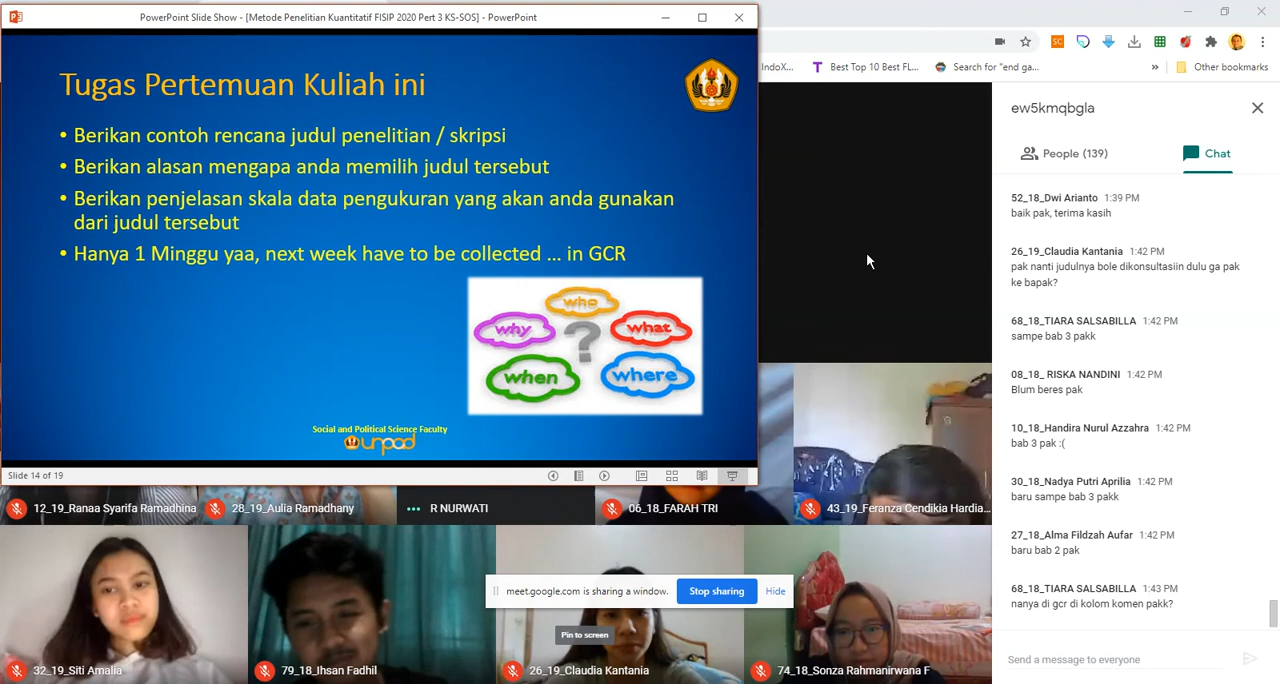 PowerPoint Slide Show - [Metode Penelitian Kuantitatif FISIP 2020 Pert 3 KS-SOS] - PowerPoint
Tugas Pertemuan Kuliah ini
• Berikan contoh rencana judul penelitian / skripsi
• Berikan alasan mengapa anda memilih judul tersebut
• Berikan penjelasan skala data pengukuran yang akan anda gunakan
dari judul tersebut
• Hanya 1 Minggu yaa, next week have to be collected ... in GCR
who
why
what
?
when
where
Social and Political Science Faculty
unpad
Slide 14 of 19
SC
IndoX...
T Best Top 10 Best FL...
Search for "end ga...
»
Other bookmarks
ew5kmqbgla
People (139)
Chat
52_18_Dwi Arianto 1:39 PM
baik pak, terima kasih
26_19_Claudia Kantania 1:42 PM
pak nanti judulnya bole dikonsultasiin dulu ga pak
ke bapak?
68_18_TIARA SALSABILLA 1:42 PM
sampe bab 3 pakk
08_18_ RISKA NANDINI 1:42 PM
Blum beres pak
10_18_Handira Nurul Azzahra 1:42 PM
bab 3 pak :(
30_18_Nadya Putri Aprilia 1:42 PM
baru sampe bab 3 pakk
27_18_Alma Fildzah Aufar 1:42 PM
baru bab 2 pak
68_18_TIARA SALSABILLA 1:43 PM
nanya di gcr di kolom komen pakk?
Send a message to everyone
12_19_Ranaa Syarifa Ramadhina
28_19_Aulia Ramadhany
R NURWATI
06_18_FARAH TRI
43_19_Feranza Cendikia Hardia...
meet.google.com is sharing a window.
Stop sharing
Hide
Pin to screen
32_19_Siti Amalia
79_18_Ihsan Fadhil
26_19_Claudia Kantania
74_18_Sonza Rahmanirwana F